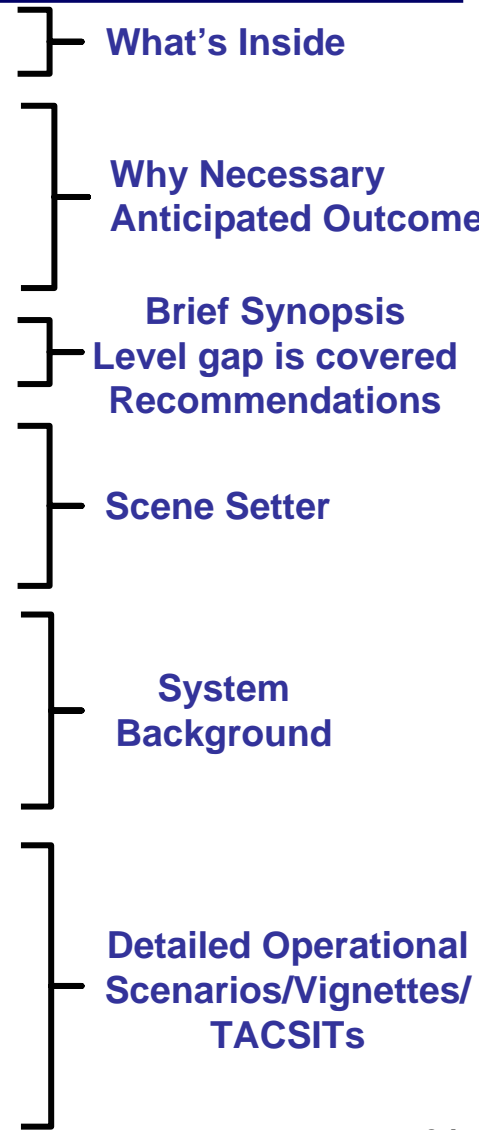 What's Inside
Why Necessary
Anticipated Outcome
Brief Synopsis
Level gap is covered
Recommendations
Scene Setter
System
Background
Detailed Operational
Scenarios/Vignettes/
TACSITs